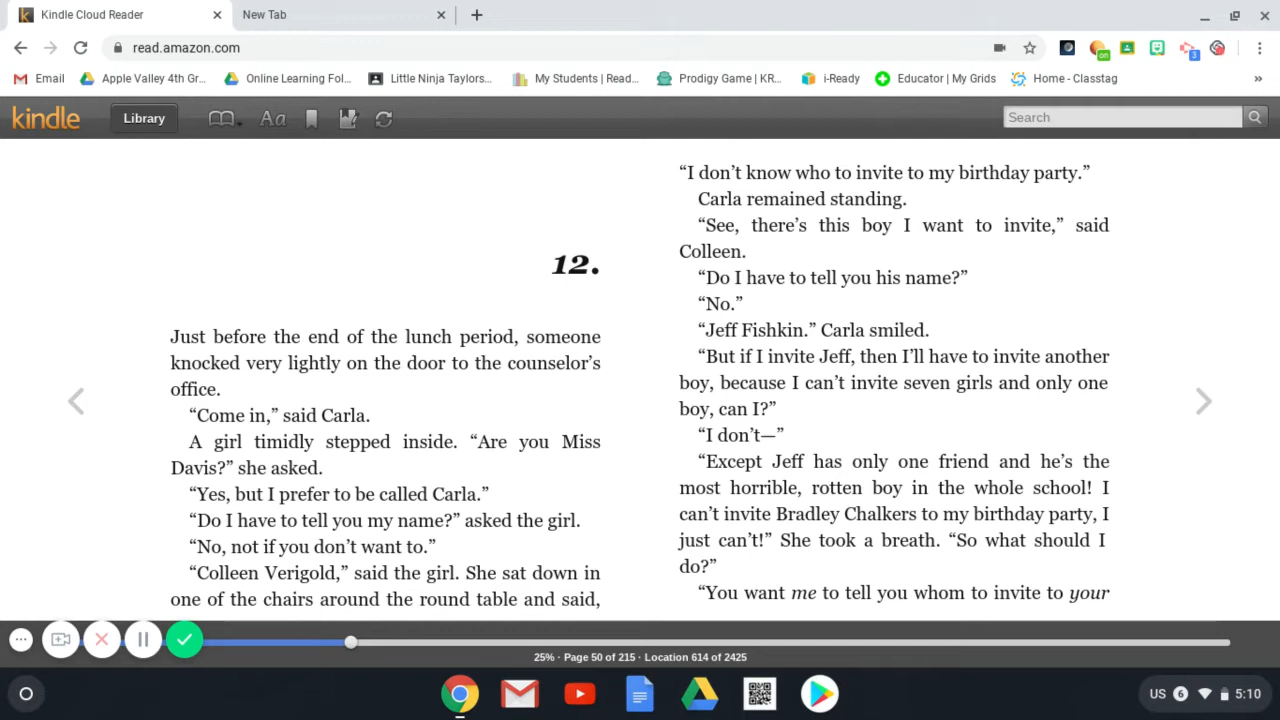 Kindle Cloud Reader
New Tab
read.amazon.com
on
3
Email
Apple Valley 4th Gr...
Online Learning Fol...
Little Ninja Taylors...
My Students | Read...
Prodigy Game | KR...
i-Ready
Educator | My Grids
Home - Classtag
»
kindle
Library
Aa
Search
12.
Just before the end of the lunch period, someone
knocked very lightly on the door to the counselor’s
office.
“Come in,” said Carla.
A girl timidly stepped inside. “Are you Miss
Davis?” she asked.
“Yes, but I prefer to be called Carla.”
“Do I have to tell you my name?” asked the girl.
“No, not if you don’t want to.”
“Colleen Verigold,” said the girl. She sat down in
one of the chairs around the round table and said,
“I don’t know who to invite to my birthday party.”
Carla remained standing.
“See, there’s this boy I want to invite,” said
Colleen.
“Do I have to tell you his name?”
“No.”
“Jeff Fishkin.” Carla smiled.
“But if I invite Jeff, then I’ll have to invite another
boy, because I can’t invite seven girls and only one
boy, can I?”
“I don’t—”
“Except Jeff has only one friend and he’s the
most horrible, rotten boy in the whole school! I
can’t invite Bradley Chalkers to my birthday party, I
just can’t!” She took a breath. “So what should I
do?”
“You want me to tell you whom to invite to your
25% · Page 50 of 215 · Location 614 of 2425
US
6
5:10